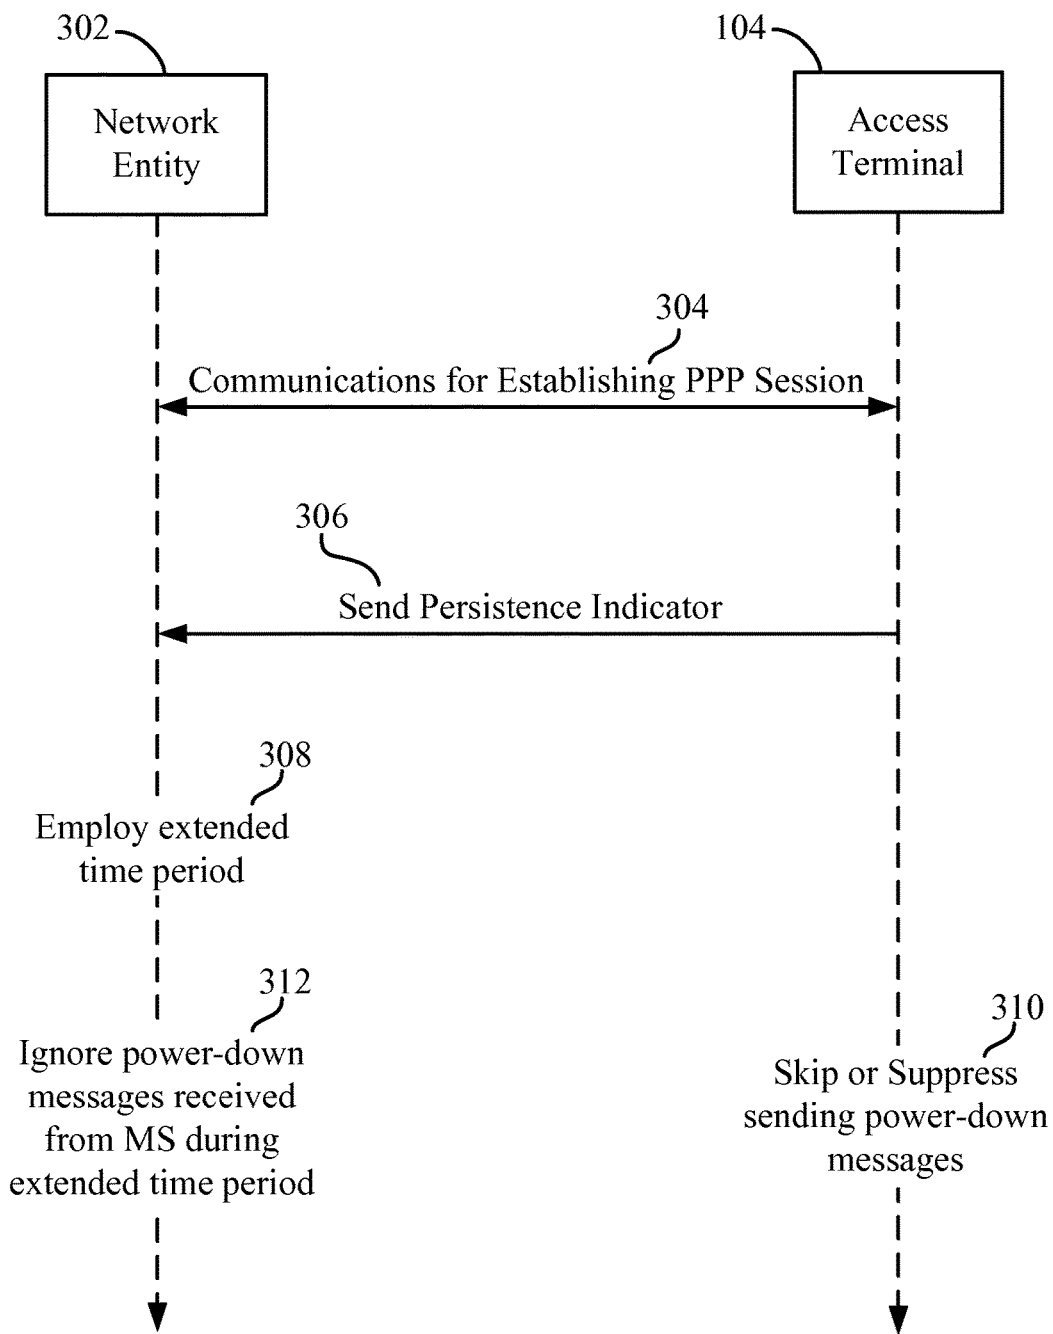 302
104
Network
Entity
Access
Terminal
304
Communications for Establishing PPP Session
306
Send Persistence Indicator
308
Employ extended
time period
312
Ignore power-down
messages received
from MS during
extended time period
310
Skip or Suppress
sending power-down
messages